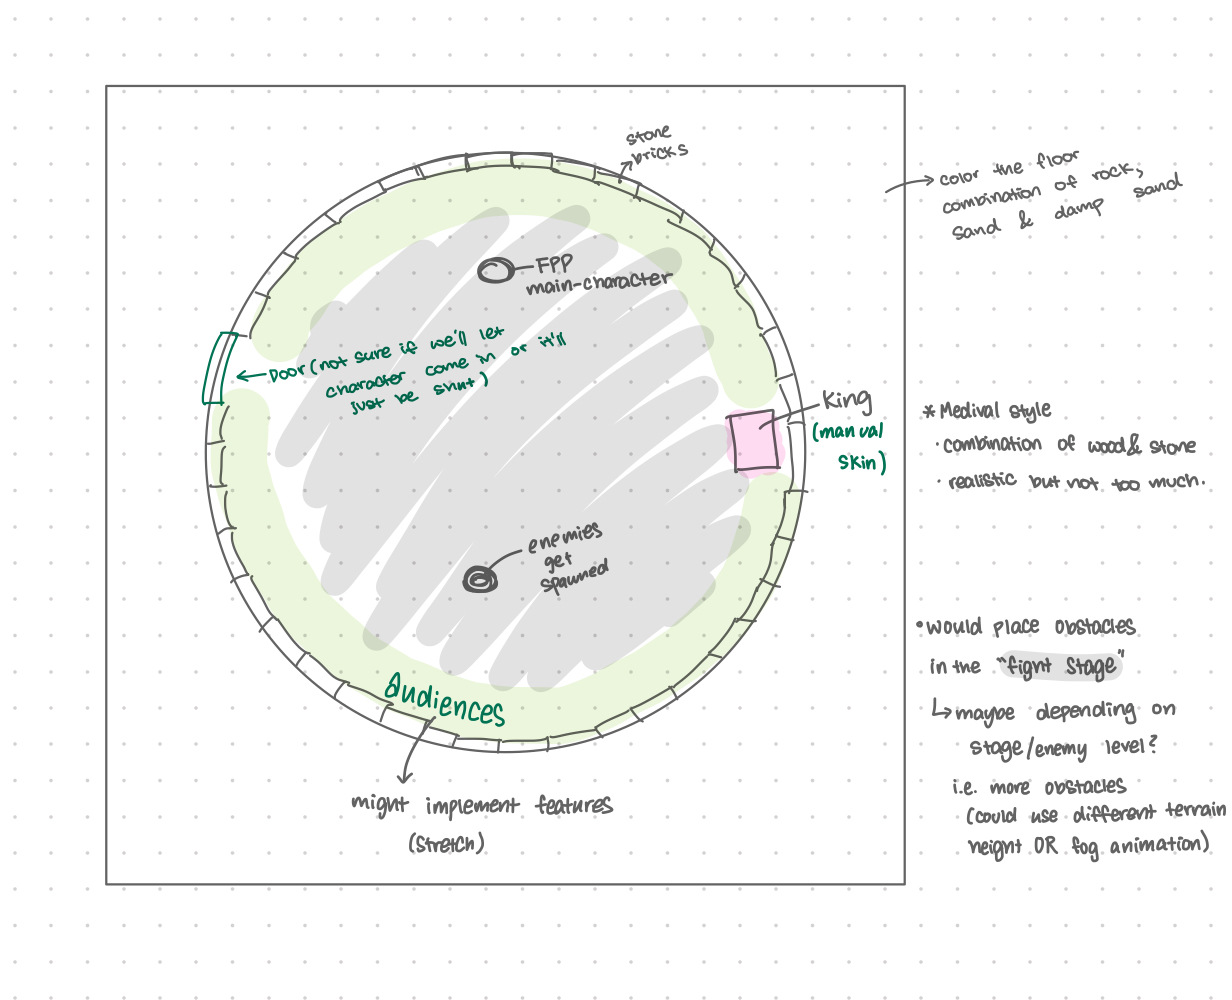 stone
bricks
color the floor
combination of rock,
sand & damp sand
FPP
main-character
Door (not sure if we'll let
character come in or it'll
just be shut)
King
(manual
skin)
* Medival style
· combination of wood & stone
· realistic but not too much.
enemies
get
spawned
• would place obstacles
in the "fight stage"
↳ maybe depending on
stage/enemy level?
i.e. more obstacles
(could use different terrain
height OR fog animation)
Audiences
might implement features
(stretch)